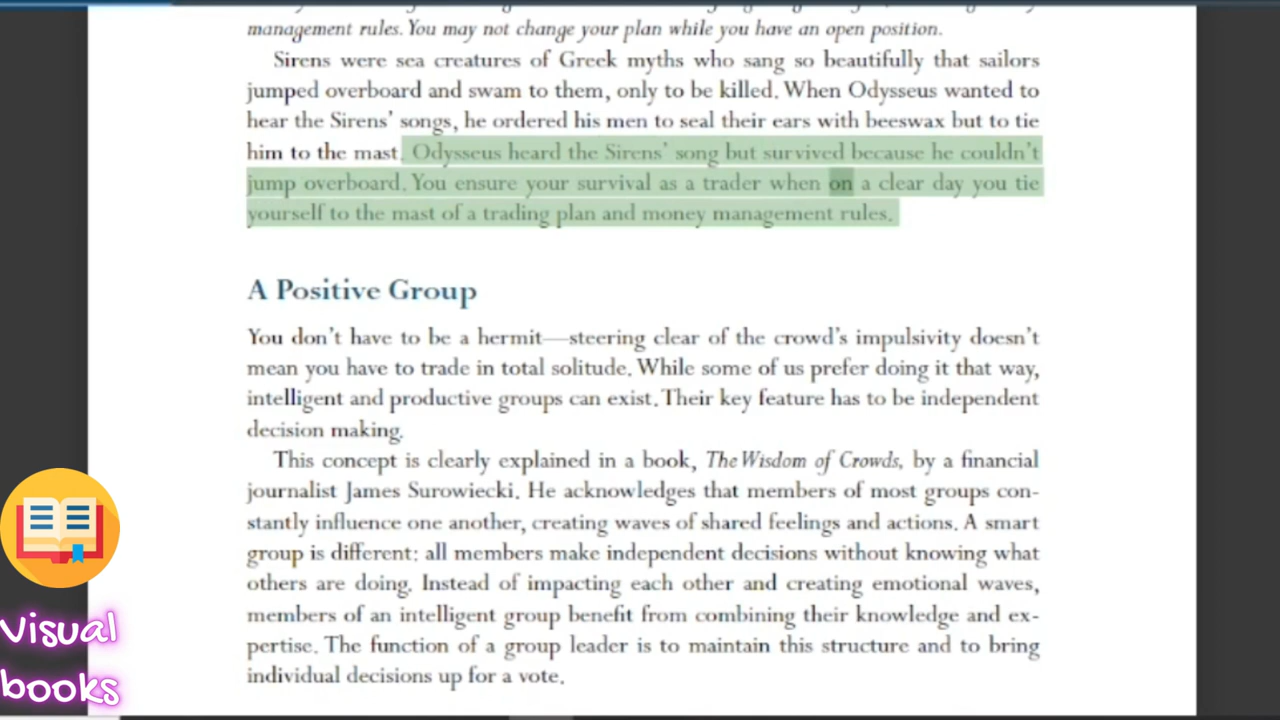 management rules. You may not change your plan while you have an open position.
Sirens were sea creatures of Greek myths who sang so beautifully that sailors
jumped overboard and swam to them, only to be killed. When Odysseus wanted to
hear the Sirens' songs, he ordered his men to seal their ears with beeswax but to tie
him to the mast. Odysseus heard the Sirens' song but survived because he couldn't
jump overboard. You ensure your survival as a trader when on a clear day you tie
yourself to the mast of a trading plan and money management rules.
A Positive Group
You don't have to be a hermit—steering clear of the crowd's impulsivity doesn't
mean you have to trade in total solitude. While some of us prefer doing it that way,
intelligent and productive groups can exist. Their key feature has to be independent
decision making.
This concept is clearly explained in a book, The Wisdom of Crowds, by a financial
journalist James Surowiecki. He acknowledges that members of most groups con-
stantly influence one another, creating waves of shared feelings and actions. A smart
group is different: all members make independent decisions without knowing what
others are doing. Instead of impacting each other and creating emotional waves,
members of an intelligent group benefit from combining their knowledge and ex-
pertise. The function of a group leader is to maintain this structure and to bring
individual decisions up for a vote.
Visual
books